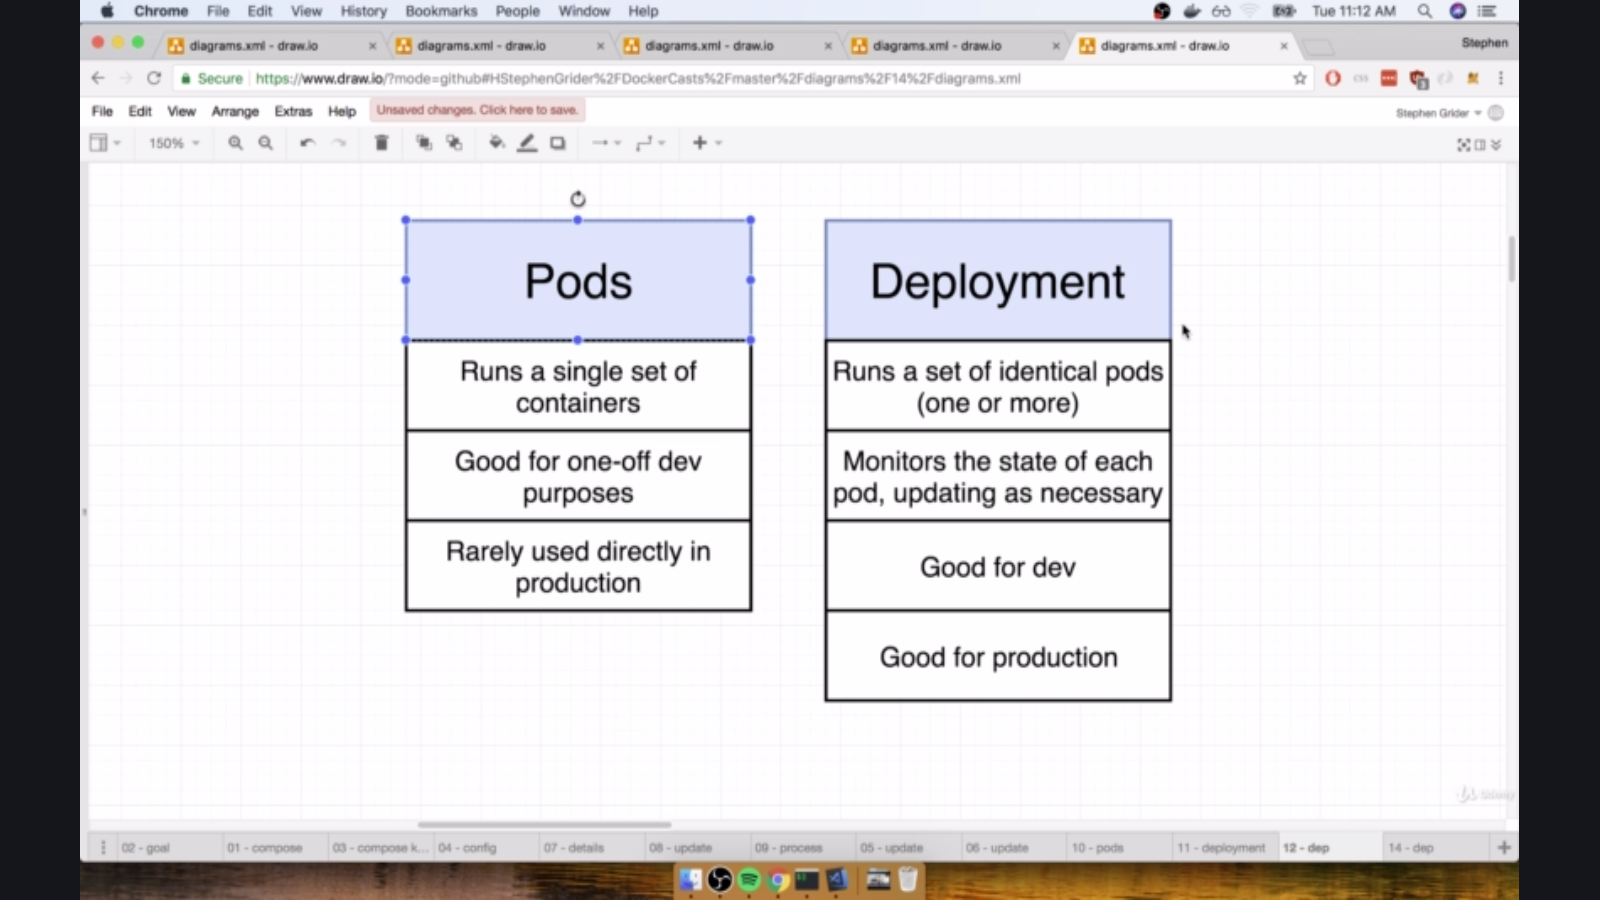 Chrome File Edit View History Bookmarks People Window Help Tue 11:12 AM
diagrams.xml - draw.io diagrams.xml - draw.io diagrams.xml - draw.io diagrams.xml - draw.io diagrams.xml - draw.io Stephen
Secure https://www.draw.io/?mode=github#HStephenGrider%2FDockerCasts%2Fmaster%2Fdiagrams%2F14%2Fdiagrams.xml
File Edit View Arrange Extras Help Unsaved changes. Click here to save. Stephen Grider
150%
Pods
Runs a single set of
containers
Good for one-off dev
purposes
Rarely used directly in
production
Deployment
Runs a set of identical pods
(one or more)
Monitors the state of each
pod, updating as necessary
Good for dev
Good for production
02 - goal 01 - compose 03 - compose k... 04 - config 07 - details 08 - update 09 - process 05 - update 06 - update 10 - pods 11 - deployment 12 - dep 14 - dep